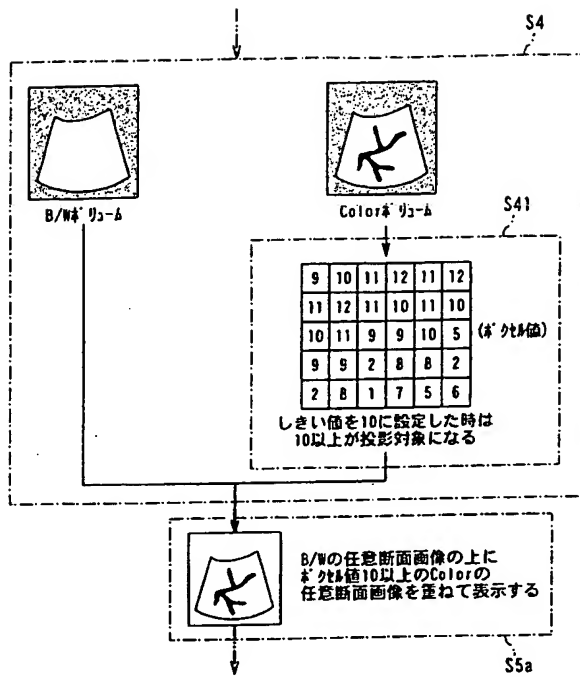 S4
B/Wボリューム
Colorボリューム
S41
9 10 11 12 11 12
11 12 11 10 11 10
10 11 9 9 10 5
9 9 2 8 8 2
2 8 1 7 5 6
(ボクセル値)
しきい値を10に設定した時は
10以上が投影対象になる
B/Wの任意断面画像の上に
ボクセル値10以上のColorの
任意断面画像を重ねて表示する
S5a